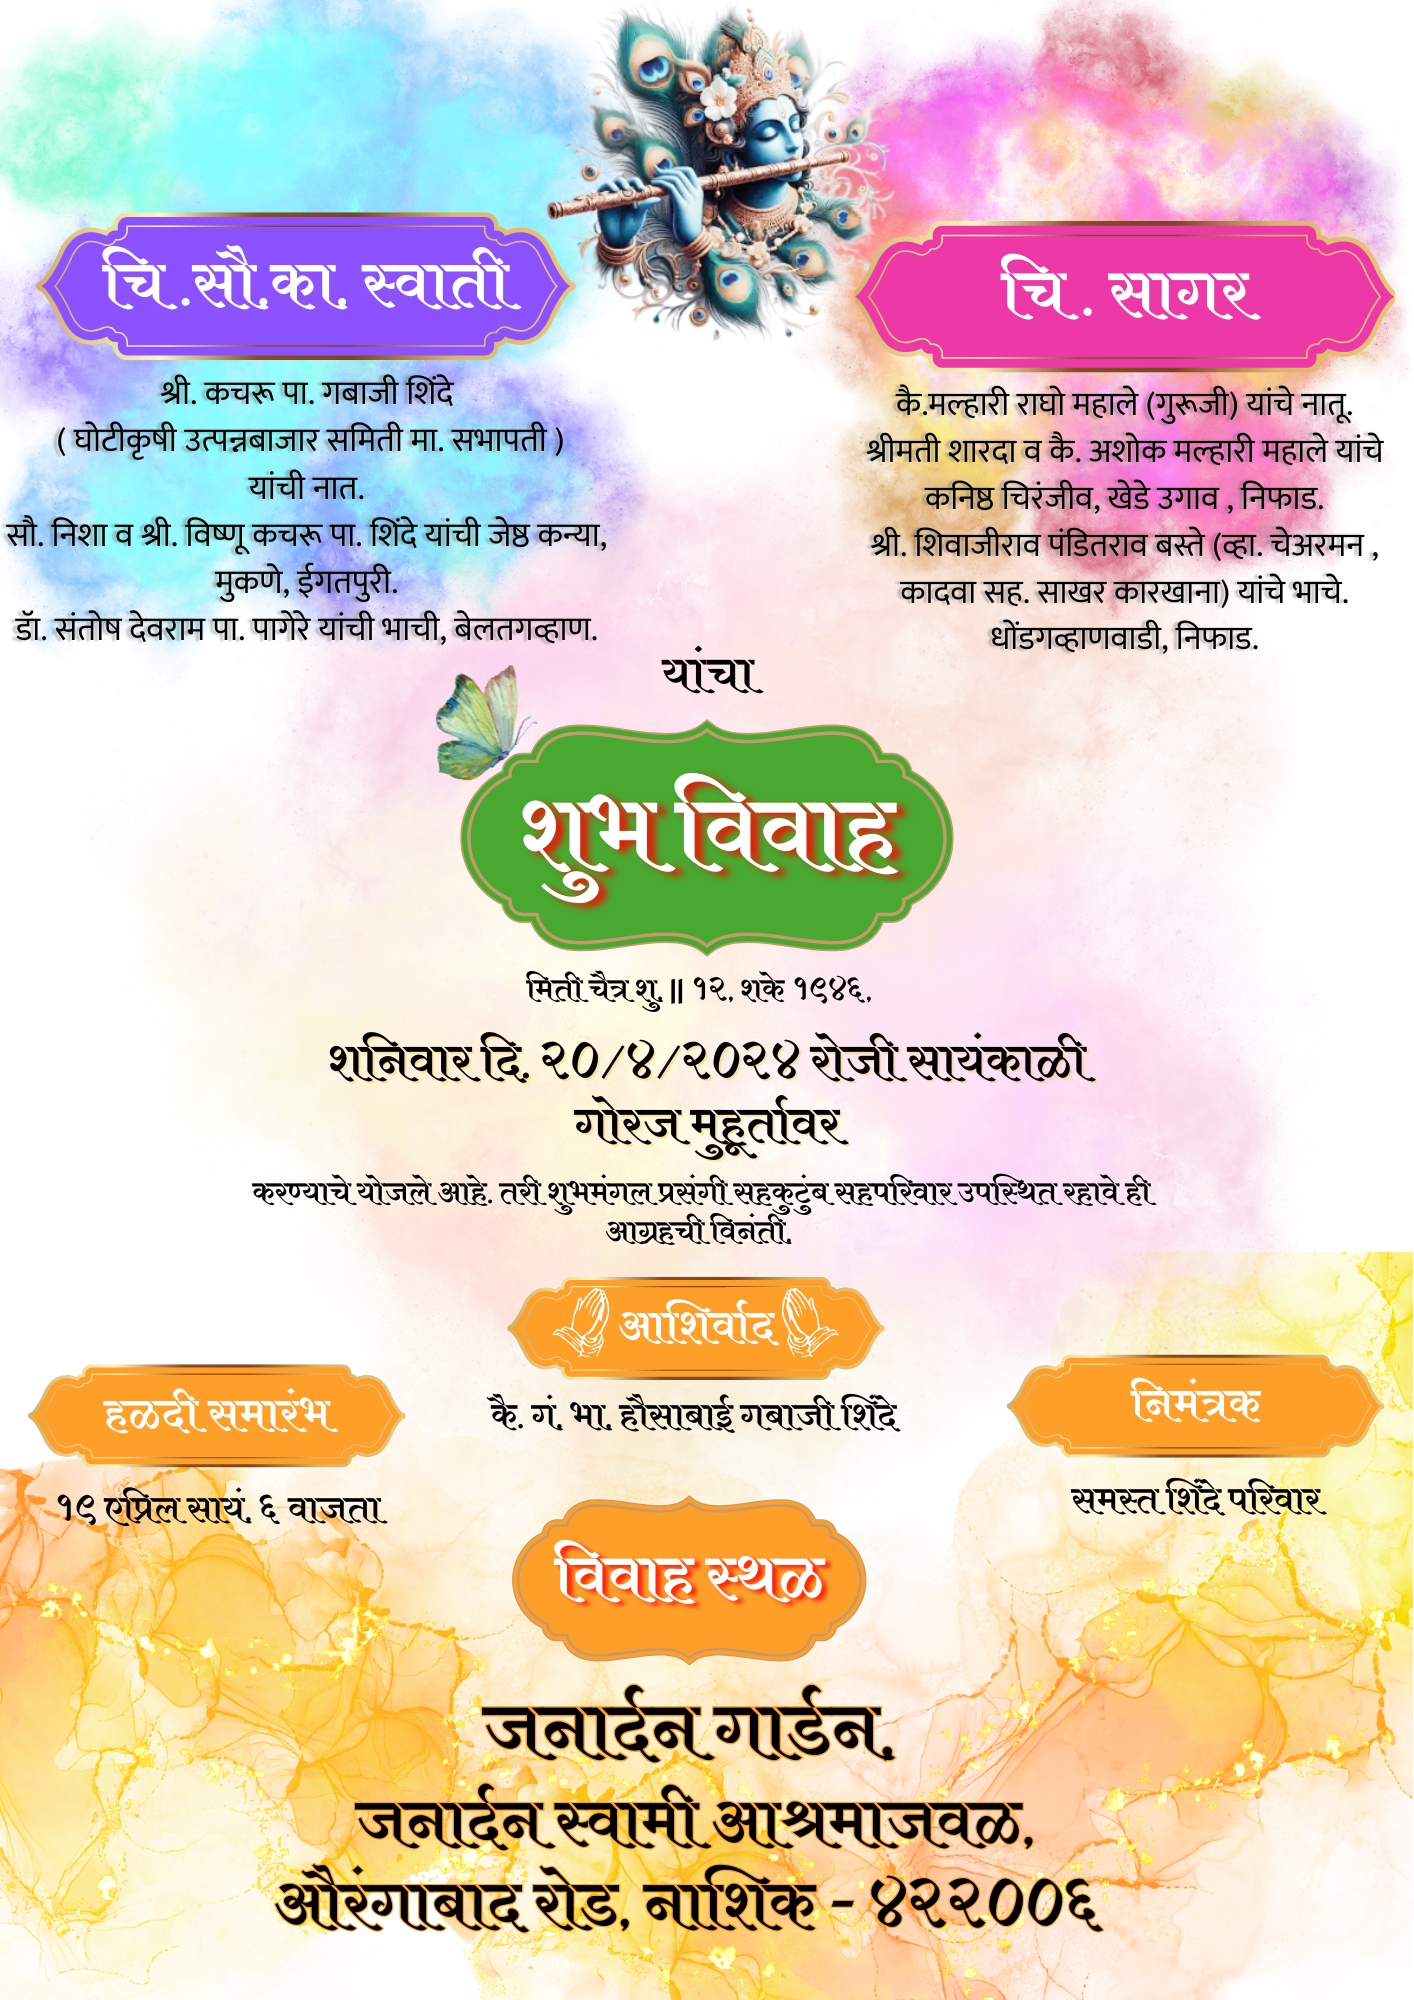 चि.सौ.का. स्वाती
श्री. कचरू पा. गबाजी शिंदे
( घोटीकृषी उत्पन्नबाजार समिती मा. सभापती )
यांची नात.
सौ. निशा व श्री. विष्णू कचरू पा. शिंदे यांची जेष्ठ कन्या,
मुकणे, ईगतपुरी.
डॉ. संतोष देवराम पा. पागेरे यांची भाची, बेलतगव्हाण.
चि. सागर
कै.मल्हारी राघो महाले (गुरूजी) यांचे नातू.
श्रीमती शारदा व कै. अशोक मल्हारी महाले यांचे
कनिष्ठ चिरंजीव, खेडे उगाव , निफाड.
श्री. शिवाजीराव पंडितराव बस्ते (व्हा. चेअरमन ,
कादवा सह. साखर कारखाना) यांचे भाचे.
धोंडगव्हाणवाडी, निफाड.
यांचा
शुभ विवाह
मिती चैत्र शु.॥ १२, शके १९४६,
शनिवार दि. २०/४/२०२४ रोजी सायंकाळी
गोरज मुहूर्तावर
करण्याचे योजले आहे. तरी शुभमंगल प्रसंगी सहकुटुंब सहपरिवार उपस्थित रहावे ही
आग्रहची विनंती.
आशिर्वाद
कै. गं. भा. हौसाबाई गबाजी शिंदे
हळदी समारंभ
१९ एप्रिल सायं. ६ वाजता
निमंत्रक
समस्त शिंदे परिवार
विवाह स्थळ
जनार्दन गार्डन,
जनार्दन स्वामी आश्रमाजवळ,
औरंगाबाद रोड, नाशिक - ४२२००६